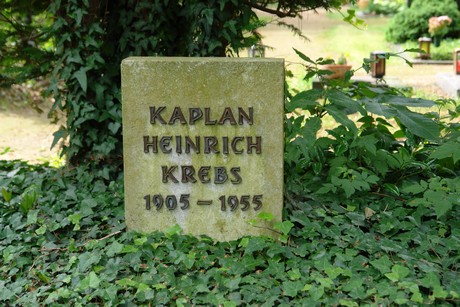 KAPLAN
HEINRICH
KREBS
1905 – 1955